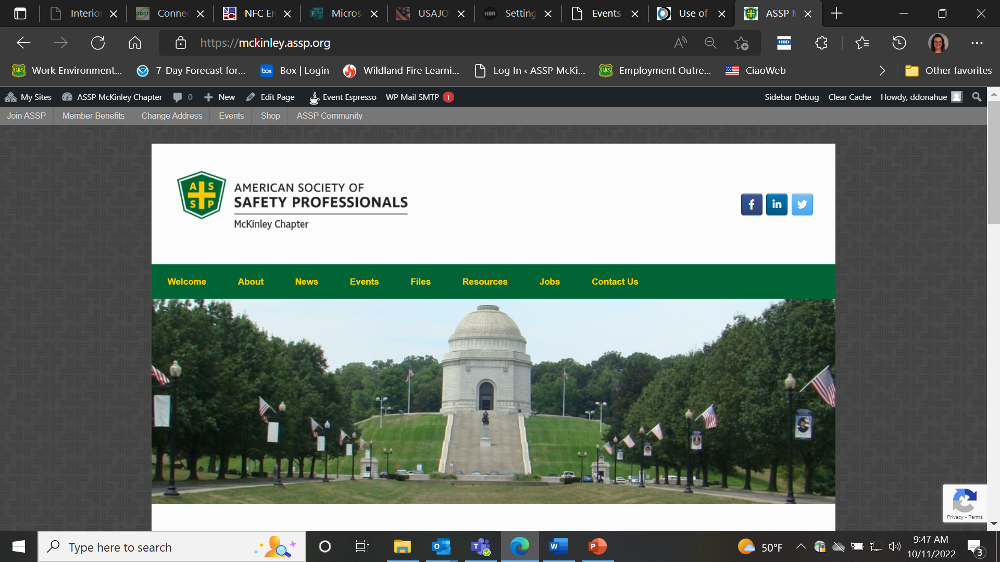 Interior
Connec
NFC En
Micros
USAJO
HBR Setting
Events
Use of
ASSP M
https://mckinley.assp.org
HID
Work Environment... 7-Day Forecast for... box Box | Login Wildland Fire Learni... Log In ‹ ASSP McKi... Employment Outre... CiaoWeb Other favorites
My Sites ASSP McKinley Chapter 0 New Edit Page Event Espresso WP Mail SMTP 1 Sidebar Debug Clear Cache Howdy, ddonahue
Join ASSP Member Benefits Change Address Events Shop ASSP Community
A S
S P
AMERICAN SOCIETY OF
SAFETY PROFESSIONALS
McKinley Chapter
f in
Welcome About News Events Files Resources Jobs Contact Us
Privacy - Terms
Type here to search
50°F
9:47 AM
10/11/2022
3